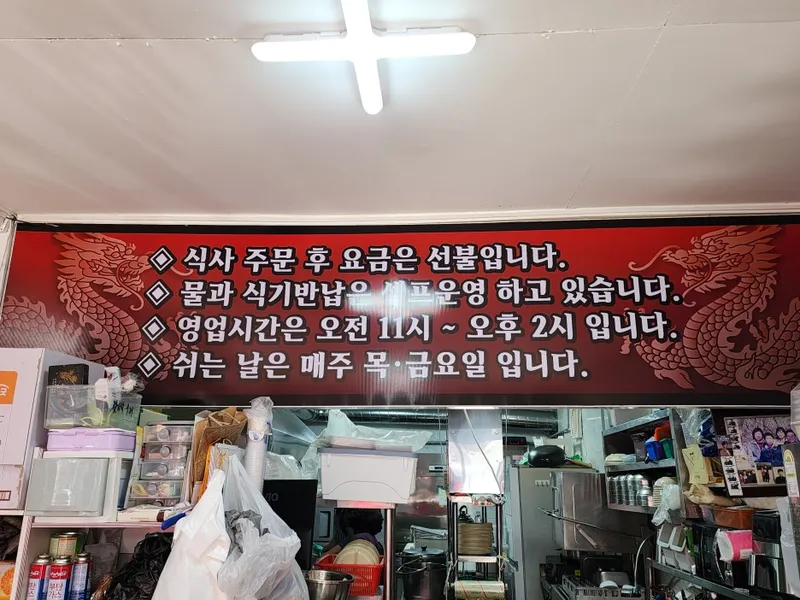 ◈ 식사 주문 후 요금은 선불입니다.
◈ 물과 식기반납은 셀프운영 하고 있습니다.
◈ 영업시간은 오전 11시 ~ 오후 2시 입니다.
◈ 쉬는 날은 매주 목·금요일 입니다.